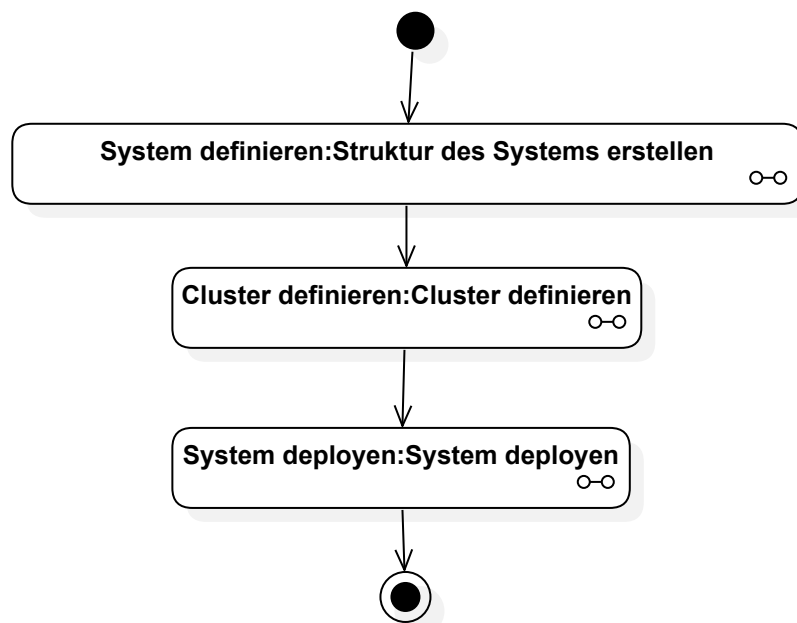 System definieren:Struktur des Systems erstellen
Cluster definieren:Cluster definieren
System deployen:System deployen